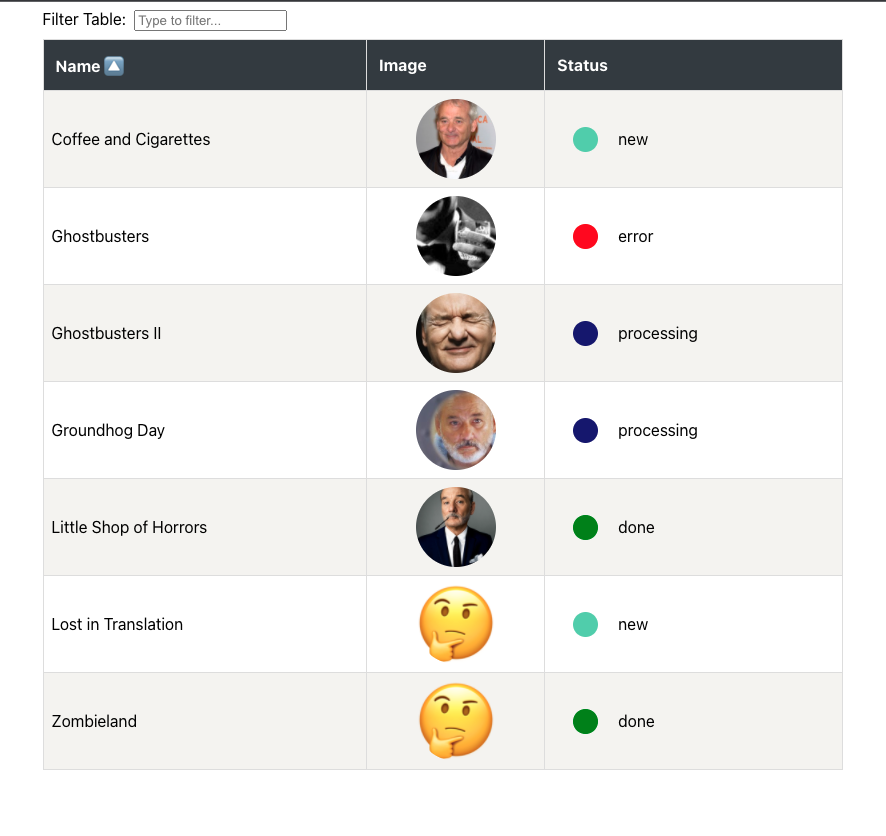 Filter Table: Type to filter...
Name Image Status
Coffee and Cigarettes new
Ghostbusters error
Ghostbusters II processing
Groundhog Day processing
Little Shop of Horrors done
Lost in Translation new
Zombieland done